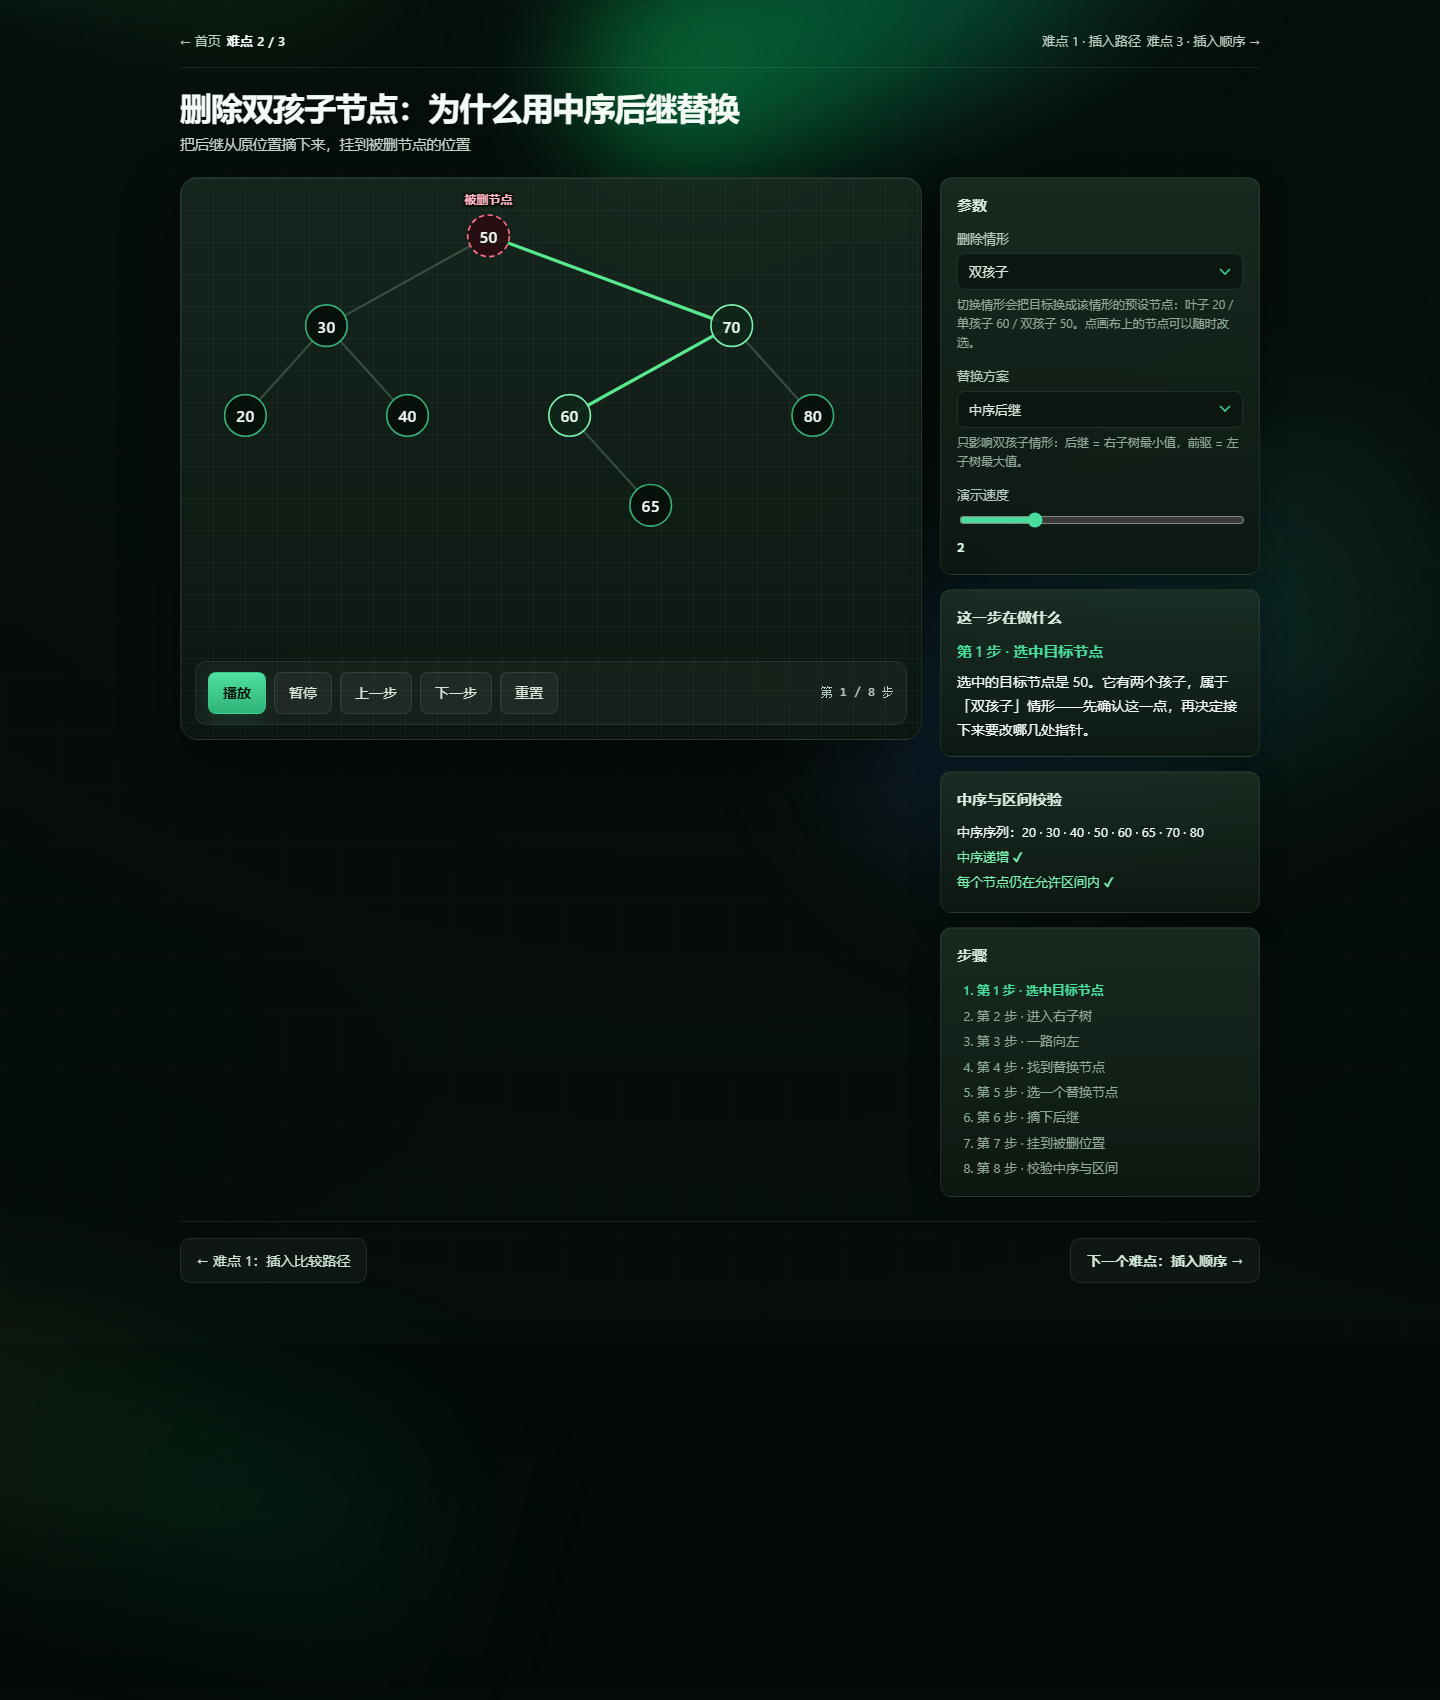 ← 首页 难点 2 / 3
难点 1 · 插入路径 难点 3 · 插入顺序 →
删除双孩子节点：为什么用中序后继替换
把后继从原位置摘下来，挂到被删节点的位置
被删节点
50
30
70
20
40
60
80
65
播放
暂停
上一步
下一步
重置
第 1 / 8 步
参数
删除情形
双孩子
切换情形会把目标换成该情形的预设节点：叶子 20 /
单孩子 60 / 双孩子 50。点画布上的节点可以随时改
选。
替换方案
中序后继
只影响双孩子情形：后继 = 右子树最小值，前驱 = 左
子树最大值。
演示速度
2
这一步在做什么
第 1 步 · 选中目标节点
选中的目标节点是 50。它有两个孩子，属于
「双孩子」情形——先确认这一点，再决定接
下来要改哪几处指针。
中序与区间校验
中序序列：20 · 30 · 40 · 50 · 60 · 65 · 70 · 80
中序递增 ✓
每个节点仍在允许区间内 ✓
步骤
1. 第 1 步 · 选中目标节点
2. 第 2 步 · 进入右子树
3. 第 3 步 · 一路向左
4. 第 4 步 · 找到替换节点
5. 第 5 步 · 选一个替换节点
6. 第 6 步 · 摘下后继
7. 第 7 步 · 挂到被删位置
8. 第 8 步 · 校验中序与区间
← 难点 1：插入比较路径
下一个难点：插入顺序 →